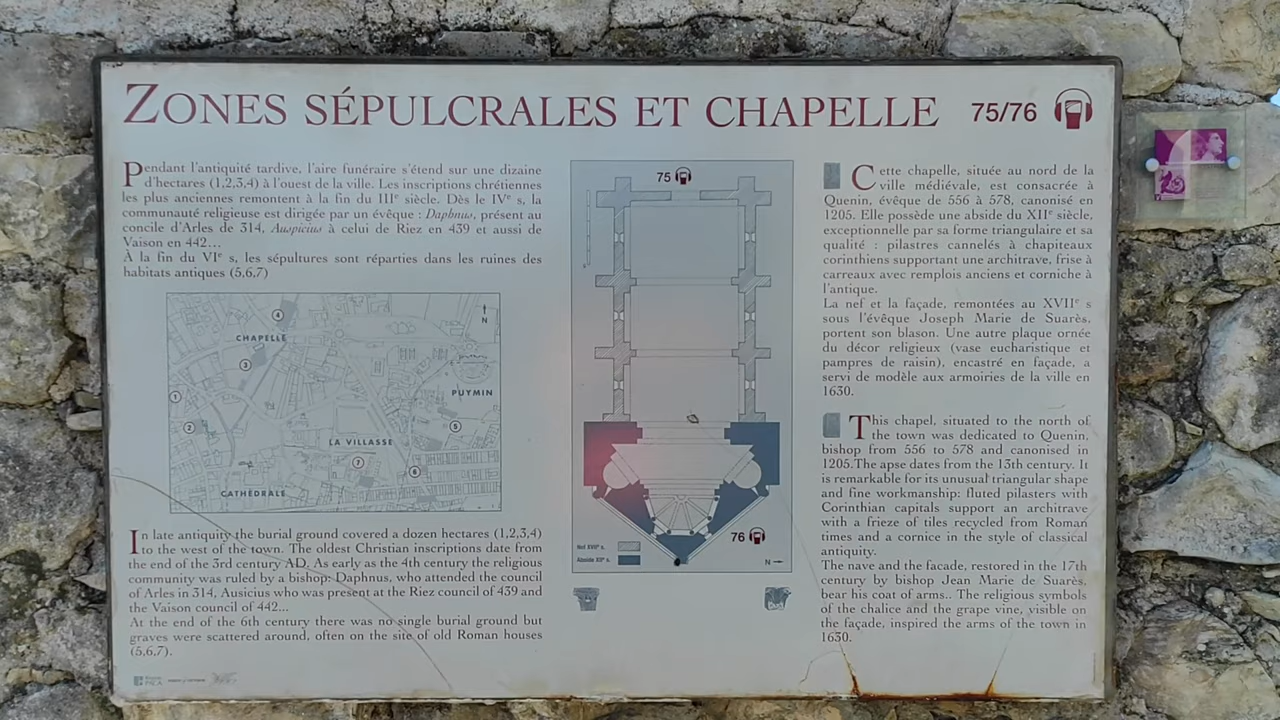 ZONES SÉPULCRALES ET CHAPELLE 75/76
Pendant l'antiquité tardive, l'aire funéraire s'étend sur une dizaine
d'hectares (1,2,3,4) à l'ouest de la ville. Les inscriptions chrétiennes
les plus anciennes remontent à la fin du IIIe siècle. Dès le IVe s, la
communauté religieuse est dirigée par un évêque : Daphnus, présent au
concile d'Arles de 314, Auspicius à celui de Riez en 439 et aussi de
Vaison en 442...
À la fin du VIe s, les sépultures sont réparties dans les ruines des
habitats antiques (5,6,7)
4
N
CHAPELLE
3
1
PUYMIN
2
5
LA VILLASSE
7
6
CATHÉDRALE
In late antiquity the burial ground covered a dozen hectares (1,2,3,4)
to the west of the town. The oldest Christian inscriptions date from
the end of the 3rd century AD. As early as the 4th century the religious
community was ruled by a bishop: Daphnus, who attended the council
of Arles in 314, Ausicius who was present at the Riez council of 439 and
the Vaison council of 442...
At the end of the 6th century there was no single burial ground but
graves were scattered around, often on the site of old Roman houses
(5,6,7).
75
76
Nef XVIIe s.
Abside XIIe s.
N
Cette chapelle, située au nord de la
ville médiévale, est consacrée à
Quenin, évêque de 556 à 578, canonisé en
1205. Elle possède une abside du XIIe siècle,
exceptionnelle par sa forme triangulaire et sa
qualité : pilastres cannelés à chapiteaux
corinthiens supportant une architrave, frise à
carreaux avec remplois anciens et corniche à
l'antique.
La nef et la façade, remontées au XVIIe s
sous l'évêque Joseph Marie de Suarès,
portent son blason. Une autre plaque ornée
du décor religieux (vase eucharistique et
pampres de raisin), encastré en façade, a
servi de modèle aux armoiries de la ville en
1630.
This chapel, situated to the north of
the town was dedicated to Quenin,
bishop from 556 to 578 and canonised in
1205.The apse dates from the 13th century. It
is remarkable for its unusual triangular shape
and fine workmanship: fluted pilasters with
Corinthian capitals support an architrave
with a frieze of tiles recycled from Roman
times and a cornice in the style of classical
antiquity.
The nave and the facade, restored in the 17th
century by bishop Jean Marie de Suarès,
bear his coat of arms.. The religious symbols
of the chalice and the grape vine, visible on
the façade, inspired the arms of the town in
1630.